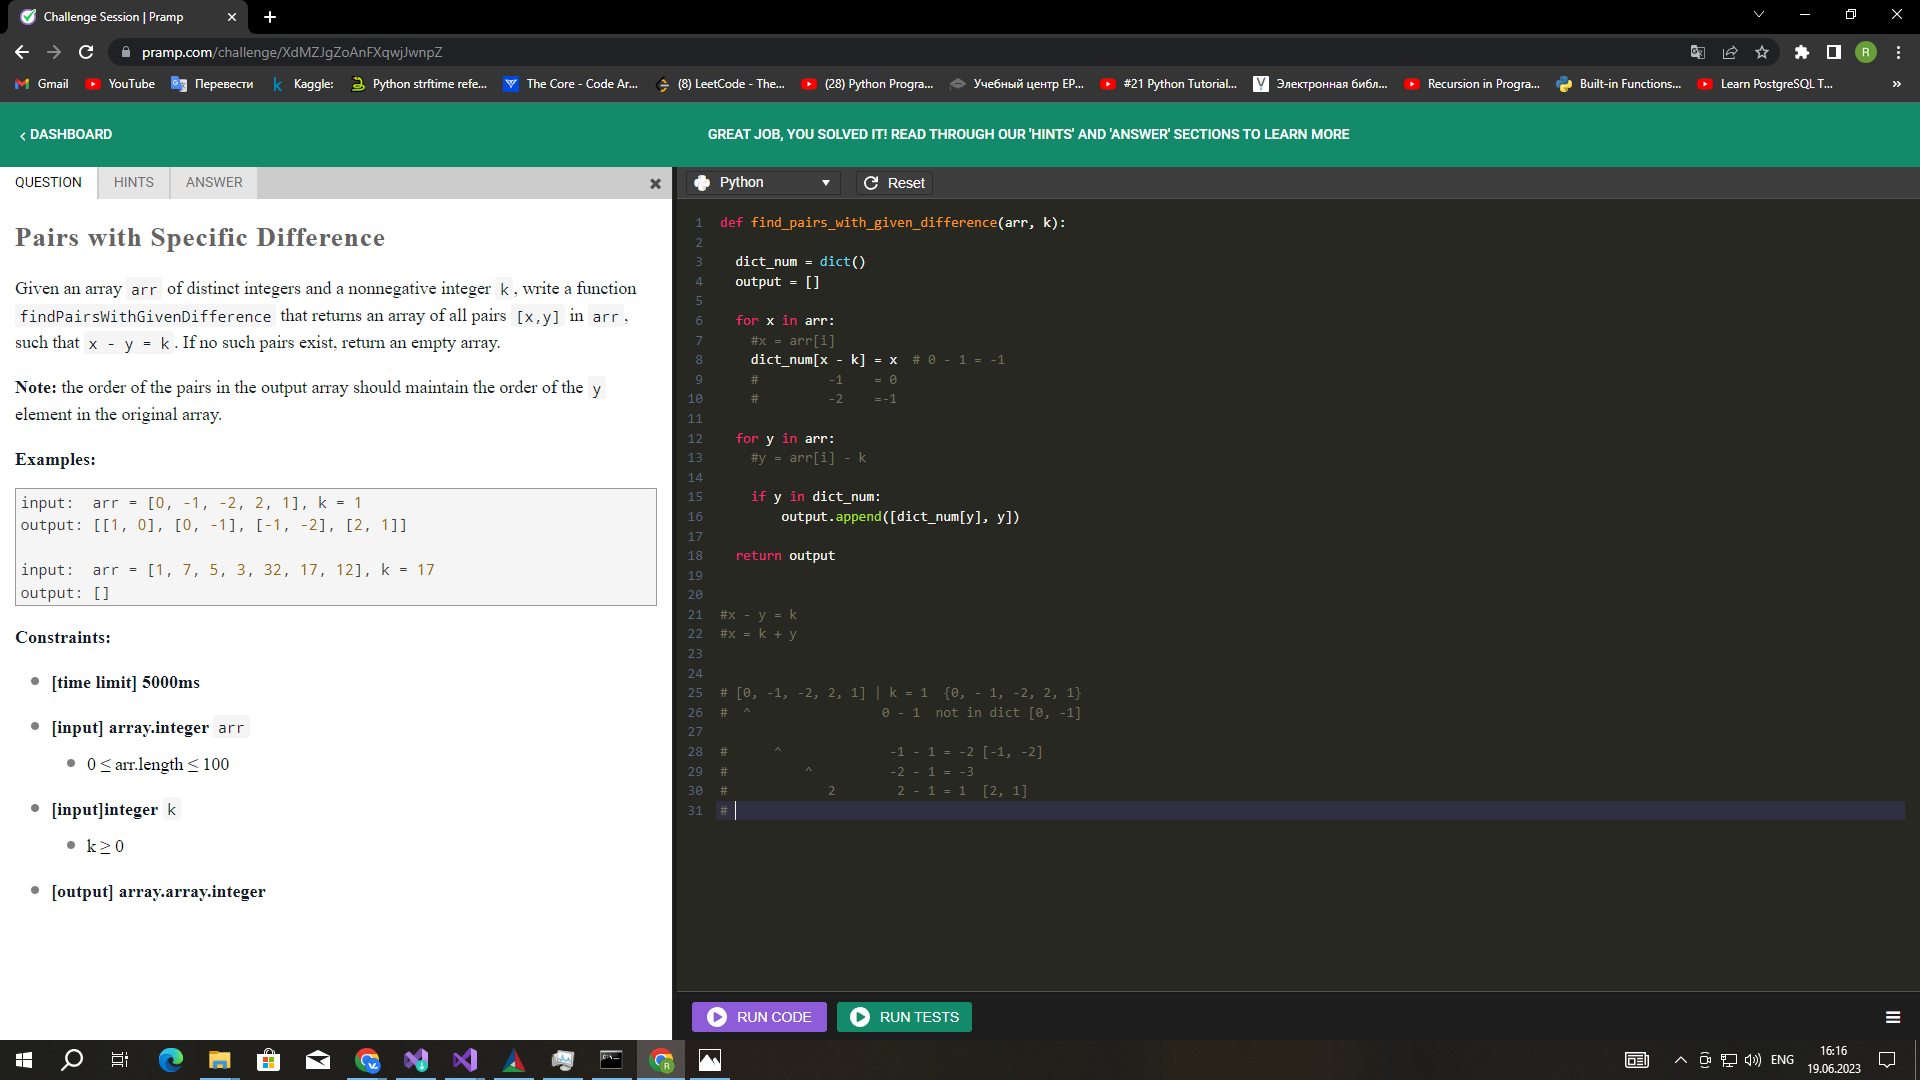 Challenge Session | Pramp
pramp.com/challenge/XdMZJgZoAnFXqwjJwnpZ
R
Gmail YouTube Перевести Kaggle: Python strftime refe... The Core - Code Ar... (8) LeetCode - The... (28) Python Progra... Учебный центр EP... #21 Python Tutorial... Электронная библ... Recursion in Progra... Built-in Functions... Learn PostgreSQL T... »
‹ DASHBOARD
GREAT JOB, YOU SOLVED IT! READ THROUGH OUR 'HINTS' AND 'ANSWER' SECTIONS TO LEARN MORE
QUESTION HINTS ANSWER
Pairs with Specific Difference
Given an array arr of distinct integers and a nonnegative integer k, write a function
findPairsWithGivenDifference that returns an array of all pairs [x,y] in arr,
such that x - y = k. If no such pairs exist, return an empty array.
Note: the order of the pairs in the output array should maintain the order of the y
element in the original array.
Examples:
input:  arr = [0, -1, -2, 2, 1], k = 1
output: [[1, 0], [0, -1], [-1, -2], [2, 1]]
input:  arr = [1, 7, 5, 3, 32, 17, 12], k = 17
output: []
Constraints:
[time limit] 5000ms
[input] array.integer arr
0 ≤ arr.length ≤ 100
[input]integer k
k ≥ 0
[output] array.array.integer
Python Reset
1 def find_pairs_with_given_difference(arr, k):
2
3 dict_num = dict()
4 output = []
5
6 for x in arr:
7 #x = arr[i]
8 dict_num[x - k] = x  # 0 - 1 = -1
9 # -1 = 0
10 # -2 =-1
11
12 for y in arr:
13 #y = arr[i] - k
14
15 if y in dict_num:
16 output.append([dict_num[y], y])
17
18 return output
19
20
21 #x - y = k
22 #x = k + y
23
24
25 # [0, -1, -2, 2, 1] | k = 1  {0, - 1, -2, 2, 1}
26 # ^ 0 - 1  not in dict [0, -1]
27
28 # ^ -1 - 1 = -2 [-1, -2]
29 # ^ -2 - 1 = -3
30 # 2 2 - 1 = 1  [2, 1]
31 #
RUN CODE RUN TESTS
ENG
16:16
19.06.2023